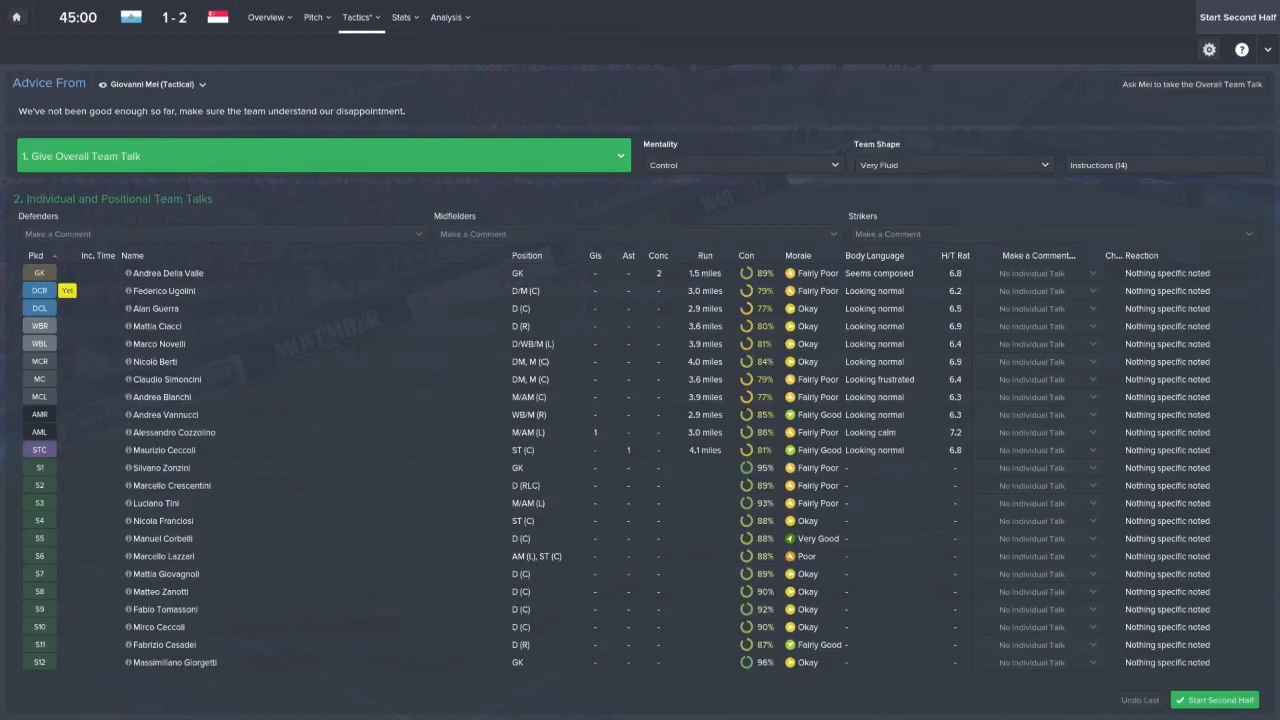 45:00 1 - 2 Overview Pitch Tactics* Stats Analysis Start Second Half
?
Advice From Giovanni Mei (Tactical) Ask Mei to take the Overall Team Talk
We've not been good enough so far, make sure the team understand our disappointment.
Mentality Team Shape
1. Give Overall Team Talk Control Very Fluid Instructions (14)
2. Individual and Positional Team Talks
Defenders Midfielders Strikers
Make a Comment Make a Comment Make a Comment
Pkd Inc. Time Name Position Gls Ast Conc Run Con Morale Body Language H/T Rat Make a Comment... Ch... Reaction
GK Andrea Della Valle GK - - 2 1.5 miles 89% Fairly Poor Seems composed 6.8 No Individual Talk Nothing specific noted
DCR Yel Federico Ugolini D/M (C) - - - 3.0 miles 79% Fairly Poor Looking normal 6.2 No Individual Talk Nothing specific noted
DCL Alan Guerra D (C) - - - 2.9 miles 77% Okay Looking normal 6.5 No Individual Talk Nothing specific noted
WBR Mattia Ciacci D (R) - - - 3.6 miles 80% Okay Looking normal 6.9 No Individual Talk Nothing specific noted
WBL Marco Novelli D/WB/M (L) - - - 3.9 miles 81% Okay Looking normal 6.4 No Individual Talk Nothing specific noted
MCR Nicolò Berti DM, M (C) - - - 4.0 miles 84% Okay Looking normal 6.9 No Individual Talk Nothing specific noted
MC Claudio Simoncini DM, M (C) - - - 3.6 miles 79% Fairly Poor Looking frustrated 6.4 No Individual Talk Nothing specific noted
MCL Andrea Bianchi M/AM (C) - - - 3.9 miles 77% Fairly Poor Looking normal 6.3 No Individual Talk Nothing specific noted
AMR Andrea Vannucci WB/M (R) - - - 2.9 miles 85% Fairly Good Looking normal 6.3 No Individual Talk Nothing specific noted
AML Alessandro Cozzolino M/AM (L) 1 - - 3.0 miles 86% Fairly Poor Looking calm 7.2 No Individual Talk Nothing specific noted
STC Maurizio Ceccoli ST (C) - 1 - 4.1 miles 81% Fairly Good Looking normal 6.8 No Individual Talk Nothing specific noted
S1 Silvano Zonzini GK - - - - 95% Fairly Poor - - No Individual Talk Nothing specific noted
S2 Marcello Crescentini D (RLC) - - - - 89% Fairly Poor - - No Individual Talk Nothing specific noted
S3 Luciano Tini M/AM (L) - - - - 93% Fairly Poor - - No Individual Talk Nothing specific noted
S4 Nicola Franciosi ST (C) - - - - 88% Okay - - No Individual Talk Nothing specific noted
S5 Manuel Corbelli D (C) - - - - 88% Very Good - - No Individual Talk Nothing specific noted
S6 Marcello Lazzari AM (L), ST (C) - - - - 88% Poor - - No Individual Talk Nothing specific noted
S7 Mattia Giovagnoli D (C) - - - - 89% Okay - - No Individual Talk Nothing specific noted
S8 Matteo Zanotti D (C) - - - - 90% Okay - - No Individual Talk Nothing specific noted
S9 Fabio Tomassoni D (C) - - - - 92% Okay - - No Individual Talk Nothing specific noted
S10 Mirco Ceccoli D (C) - - - - 90% Okay - - No Individual Talk Nothing specific noted
S11 Fabrizio Casadei D (R) - - - - 87% Fairly Good - - No Individual Talk Nothing specific noted
S12 Massimiliano Giorgetti GK - - - - 96% Okay - - No Individual Talk Nothing specific noted
Undo Last Start Second Half